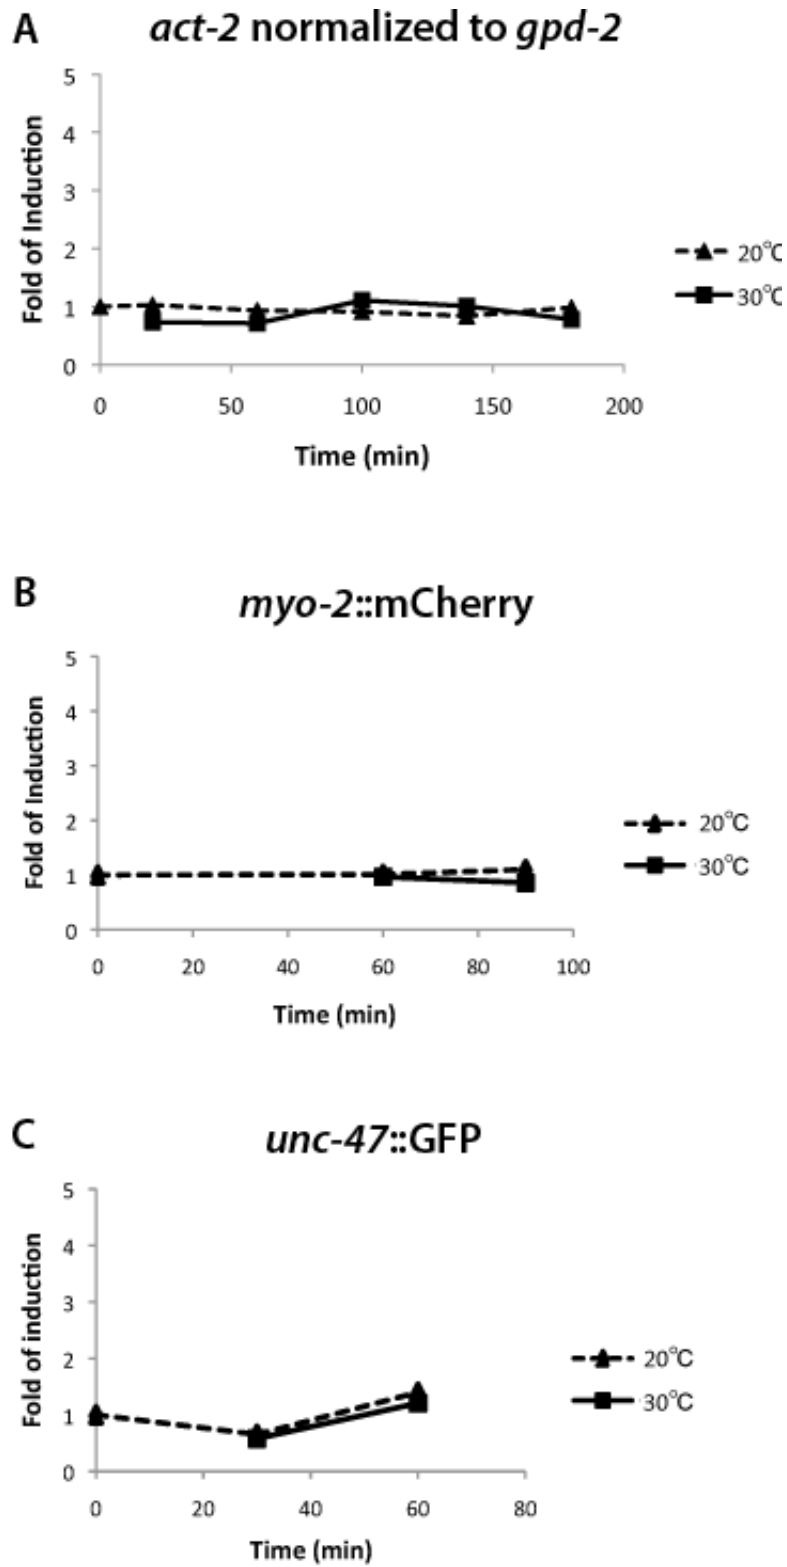 A
act-2 normalized to gpd-2
5
4
3
2
1
0
Fold of Induction
0 50 100 150 200
Time (min)
20°C
30°C
B
myo-2::mCherry
5
4
3
2
1
0
Fold of Induction
0 20 40 60 80 100
Time (min)
20°C
30°C
C
unc-47::GFP
5
4
3
2
1
0
Fold of induction
0 20 40 60 80
Time (min)
20°C
30°C